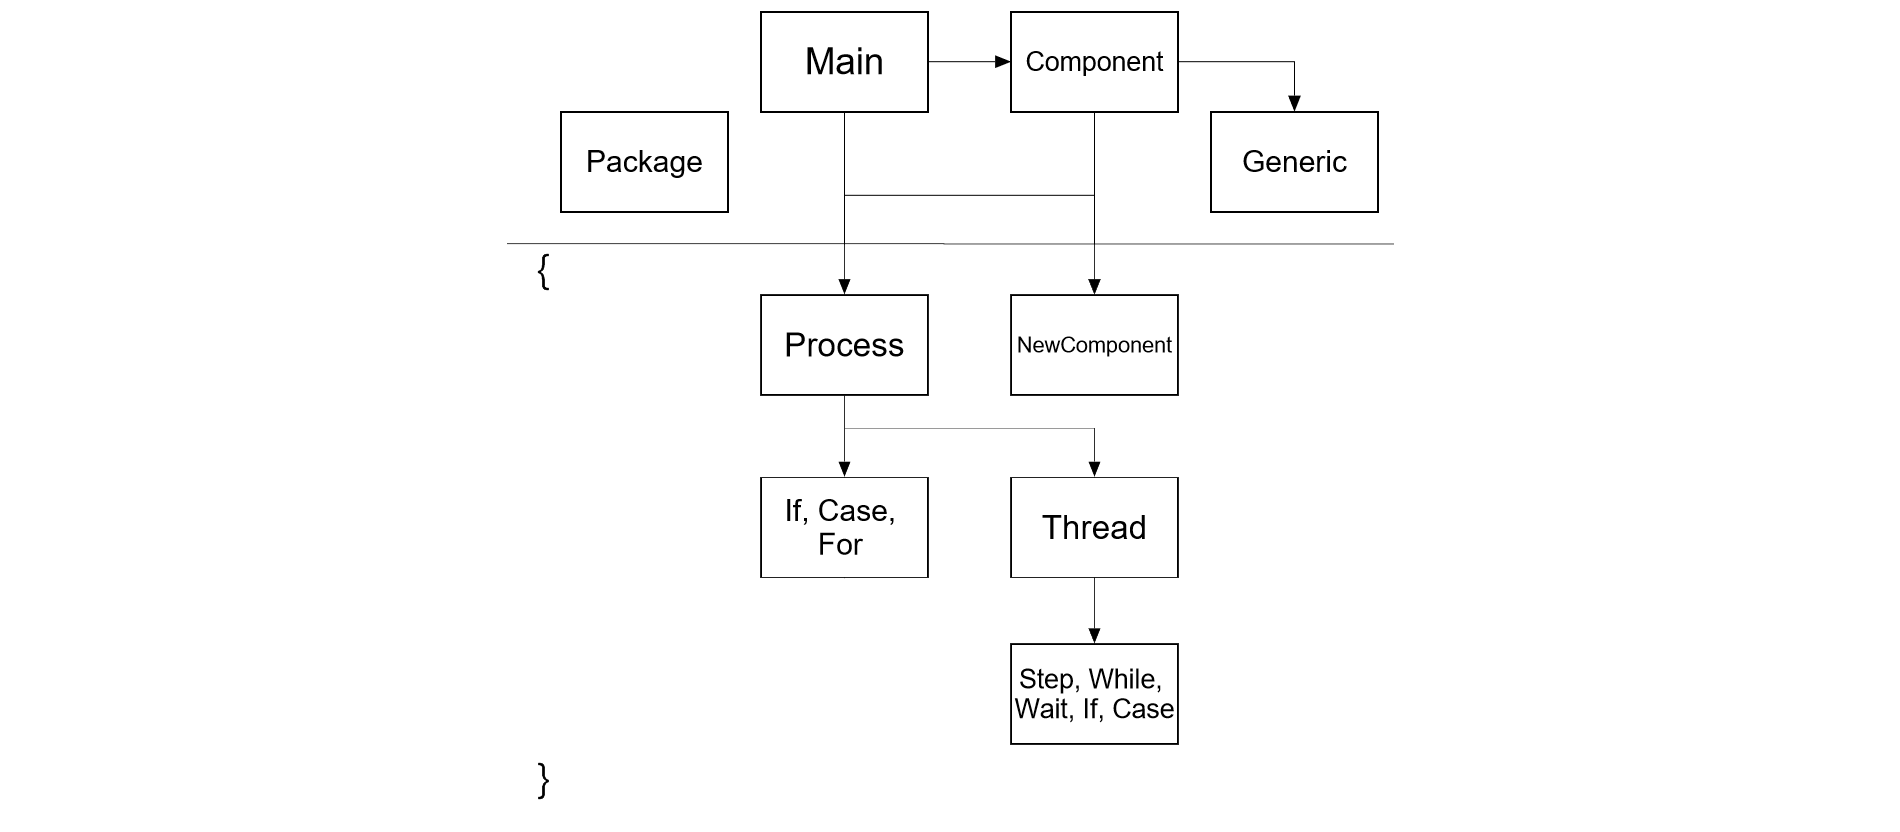 Main
Component
Package
Generic
{
Process
NewComponent
If, Case,
For
Thread
Step, While,
Wait, If, Case
}